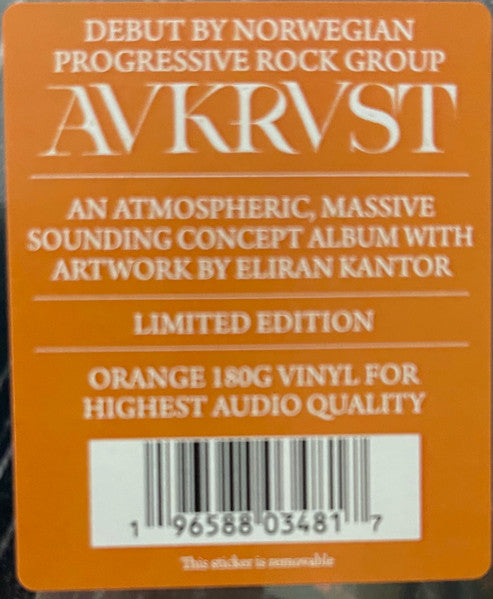 DEBUT BY NORWEGIAN
PROGRESSIVE ROCK GROUP
AVKRVST
AN ATMOSPHERIC, MASSIVE
SOUNDING CONCEPT ALBUM WITH
ARTWORK BY ELIRAN KANTOR
LIMITED EDITION
ORANGE 180G VINYL FOR
HIGHEST AUDIO QUALITY
1 96588 03481 7
This sticker is removable